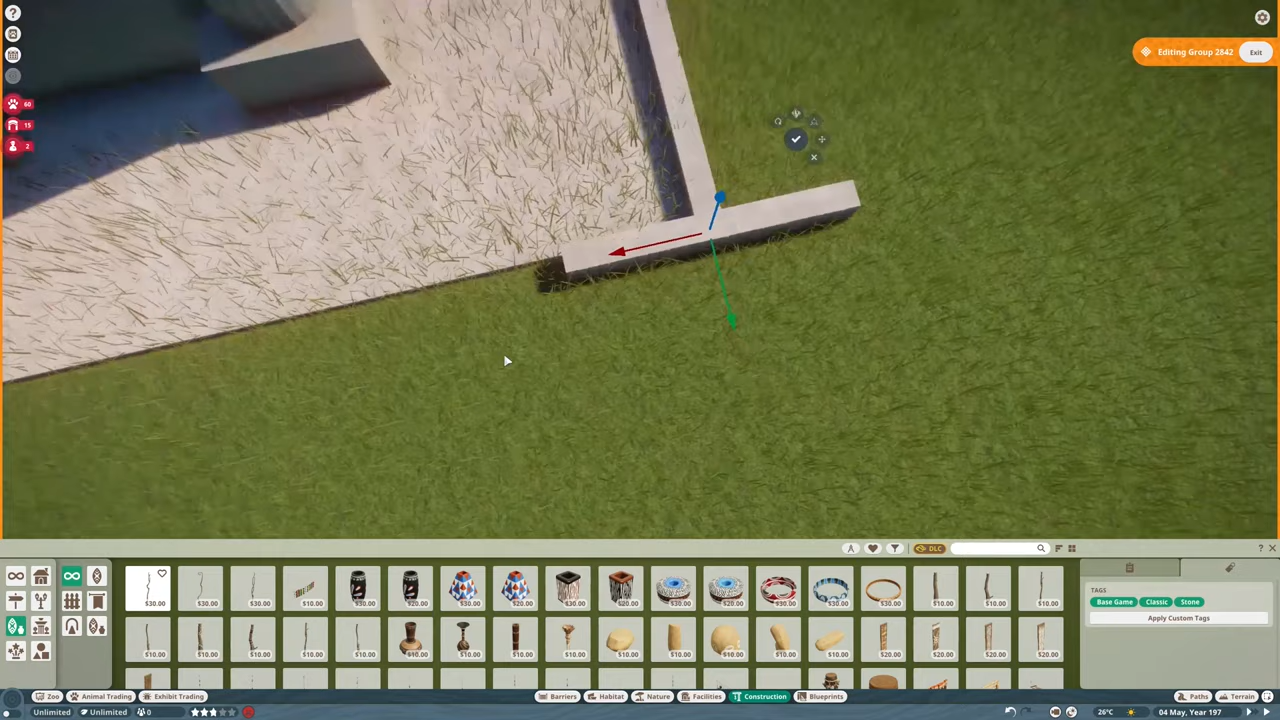 Editing Group 2842
Exit
60
15
2
DLC
$30.00 $30.00 $30.00 $10.00 $30.00 $20.00 $30.00 $20.00 $30.00 $20.00 $30.00 $20.00 $30.00 $30.00 $30.00 $10.00 $10.00 $10.00
$10.00 $10.00 $10.00 $10.00 $10.00 $10.00 $10.00 $10.00 $10.00 $10.00 $10.00 $10.00 $10.00 $10.00 $20.00 $20.00 $20.00 $20.00
TAGS
Base Game Classic Stone
Apply Custom Tags
Zoo Animal Trading Exhibit Trading Barriers Habitat Nature Facilities Construction Blueprints Paths Terrain
Unlimited Unlimited 0 26°C 04 May, Year 197